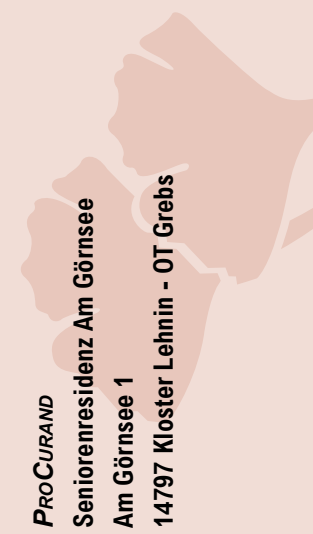 PROCURAND
Seniorenresidenz Am Görnsee
Am Görnsee 1
14797 Kloster Lehnin - OT Grebs